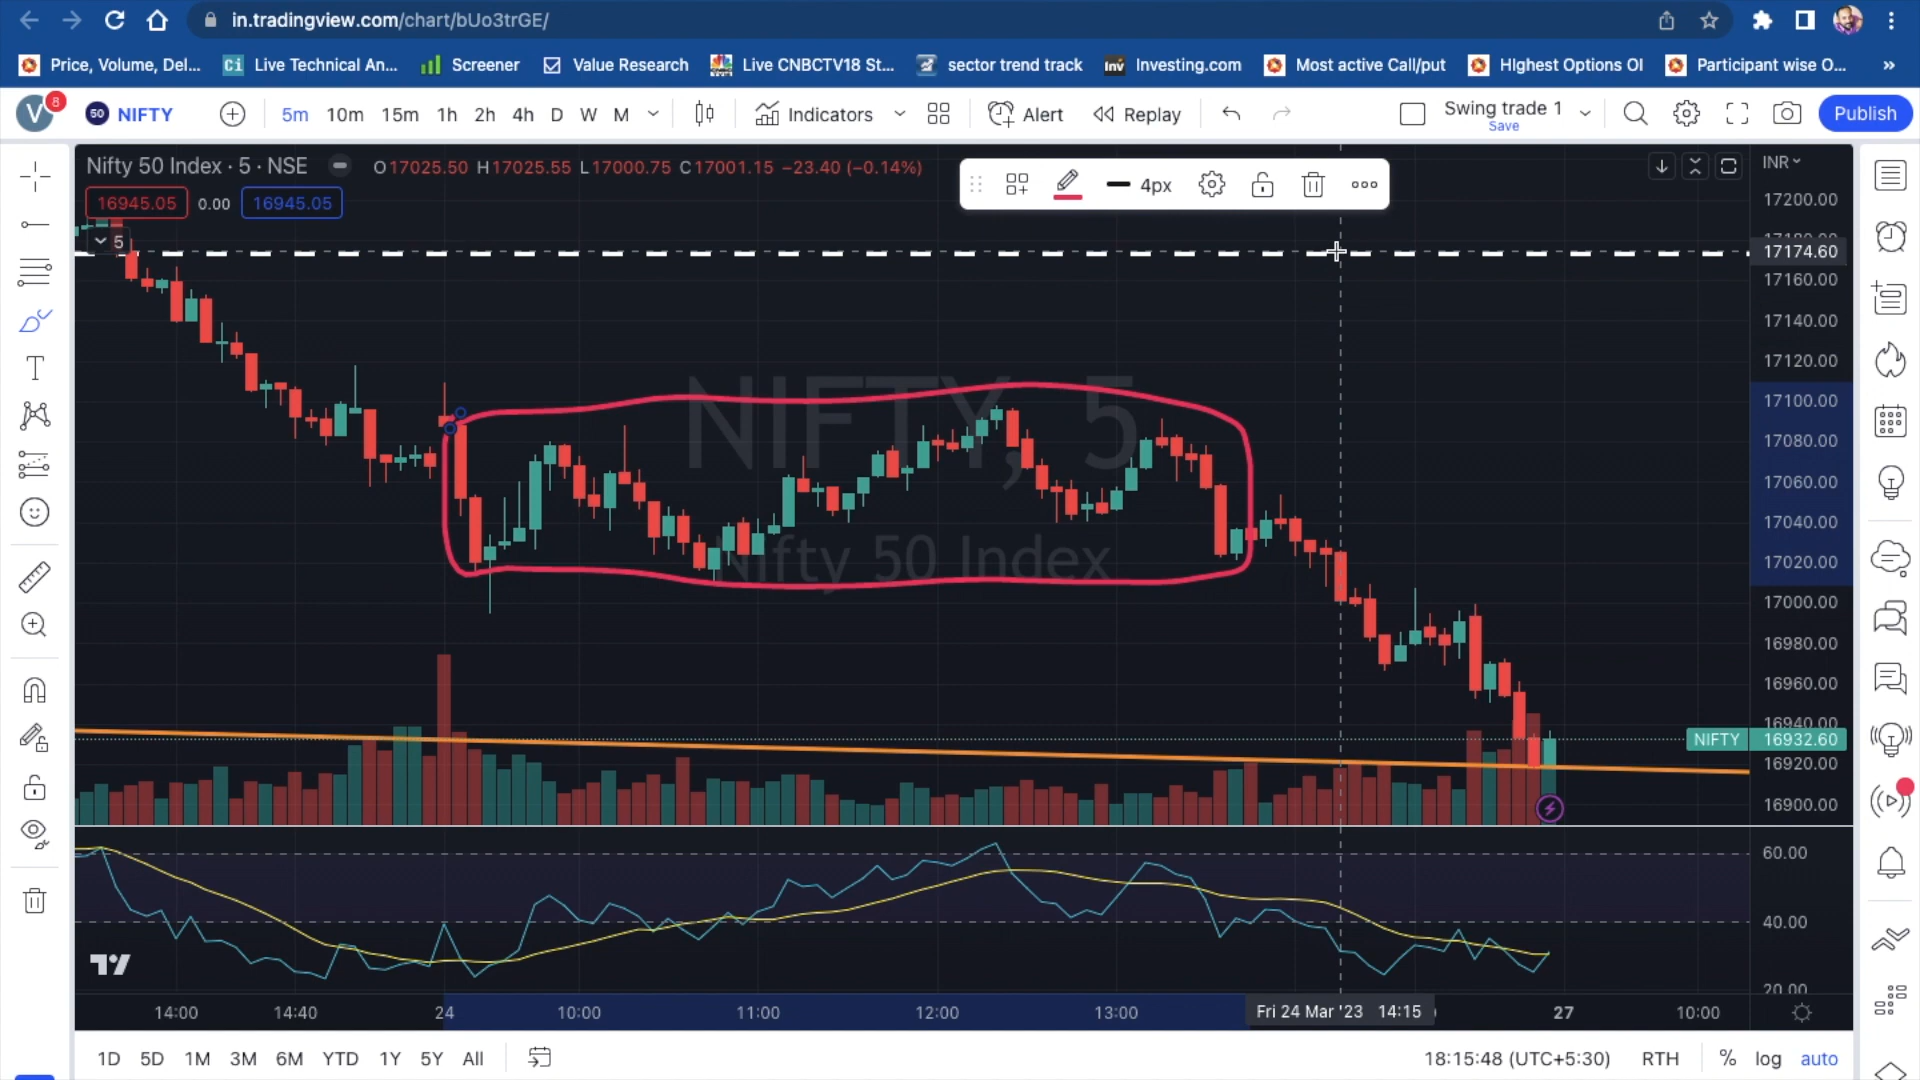 in.tradingview.com/chart/bUo3trGE/
Price, Volume, Del... Ci Live Technical An... Screener Value Research Live CNBCTV18 St... sector trend track Inv Investing.com Most active Call/put HIghest Options OI Participant wise O... »
V 8 50 NIFTY 5m 10m 15m 1h 2h 4h D W M Indicators Alert Replay Swing trade 1 Save Publish
Nifty 50 Index · 5 · NSE O17025.50 H17025.55 L17000.75 C17001.15 −23.40 (−0.14%) INR
16945.05 0.00 16945.05
4px
5
17200.00
17174.60
17160.00
17140.00
17120.00
17100.00
17080.00
17060.00
17040.00
17020.00
17000.00
16980.00
16960.00
16940.00
NIFTY 16932.60
16920.00
16900.00
NIFTY, 5
Nifty 50 Index
60.00
40.00
20.00
14:00 14:40 24 10:00 11:00 12:00 13:00 Fri 24 Mar '23 14:15 27 10:00
1D 5D 1M 3M 6M YTD 1Y 5Y All 18:15:48 (UTC+5:30) RTH % log auto